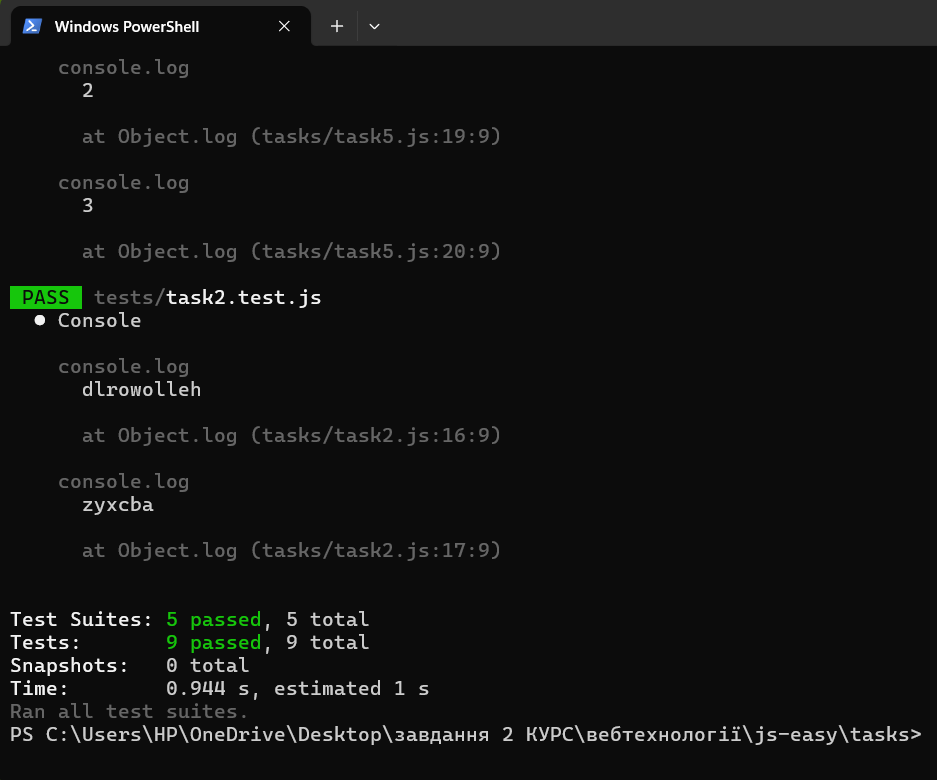 Windows PowerShell
console.log
2
at Object.log (tasks/task5.js:19:9)
console.log
3
at Object.log (tasks/task5.js:20:9)
PASS tests/task2.test.js
● Console
console.log
dlrowolleh
at Object.log (tasks/task2.js:16:9)
console.log
zyxcba
at Object.log (tasks/task2.js:17:9)
Test Suites: 5 passed, 5 total
Tests: 9 passed, 9 total
Snapshots: 0 total
Time: 0.944 s, estimated 1 s
Ran all test suites.
PS C:\Users\HP\OneDrive\Desktop\завдання 2 КУРС\вебтехнології\js-easy\tasks>